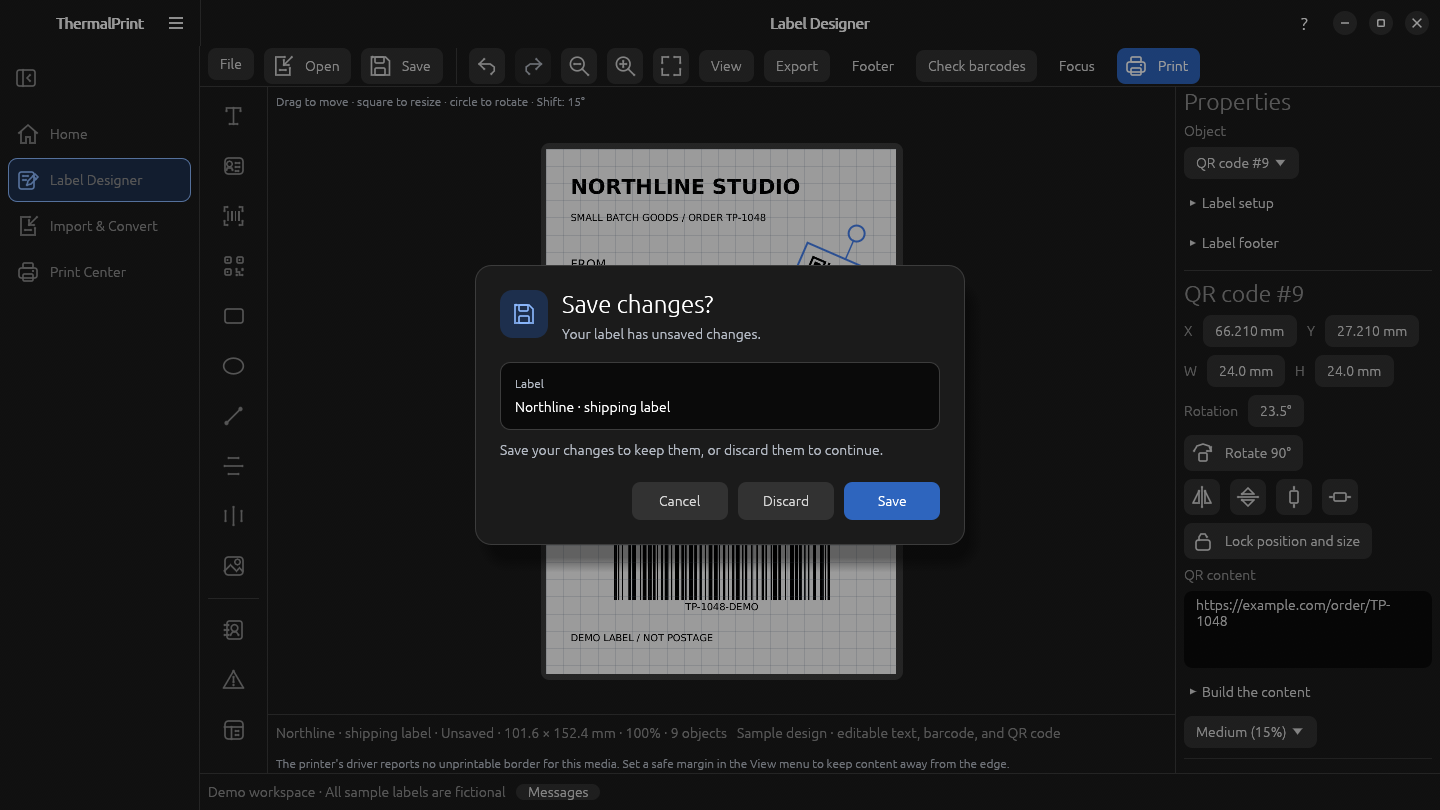 ThermalPrint
Label Designer
?
File
Open
Save
View
Export
Footer
Check barcodes
Focus
Print
Home
Label Designer
Import & Convert
Print Center
Drag to move · square to resize · circle to rotate · Shift: 15°
NORTHLINE STUDIO
SMALL BATCH GOODS / ORDER TP-1048
FROM
Save changes?
Your label has unsaved changes.
Label
Northline · shipping label
Save your changes to keep them, or discard them to continue.
Cancel
Discard
Save
TP-1048-DEMO
DEMO LABEL / NOT POSTAGE
Northline · shipping label · Unsaved · 101.6 × 152.4 mm · 100% · 9 objects Sample design · editable text, barcode, and QR code
The printer's driver reports no unprintable border for this media. Set a safe margin in the View menu to keep content away from the edge.
Demo workspace · All sample labels are fictional
Messages
Properties
Object
QR code #9
Label setup
Label footer
QR code #9
X 66.210 mm Y 27.210 mm
W 24.0 mm H 24.0 mm
Rotation 23.5°
Rotate 90°
Lock position and size
QR content
https://example.com/order/TP-
1048
Build the content
Medium (15%)